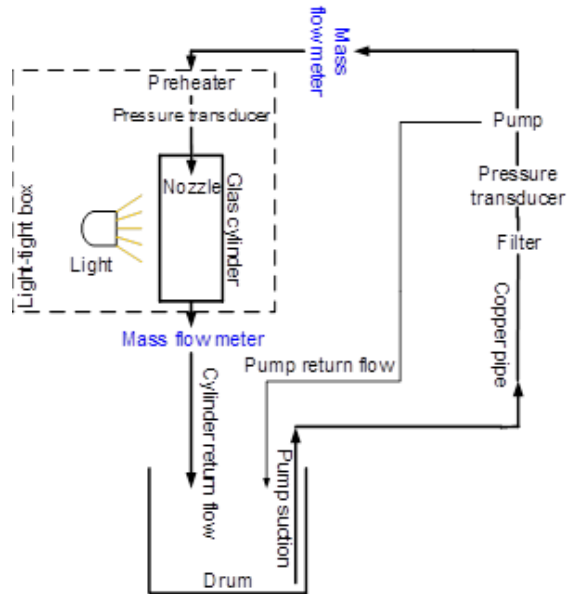 Mass
flow meter
Preheater
Pressure transducer
Pump
Nozzle
Glas cylinder
Pressure
transducer
Light-tight box
Light
Filter
Copper pipe
Mass flow meter
Pump return flow
Cylinder return flow
Pump suction
Drum